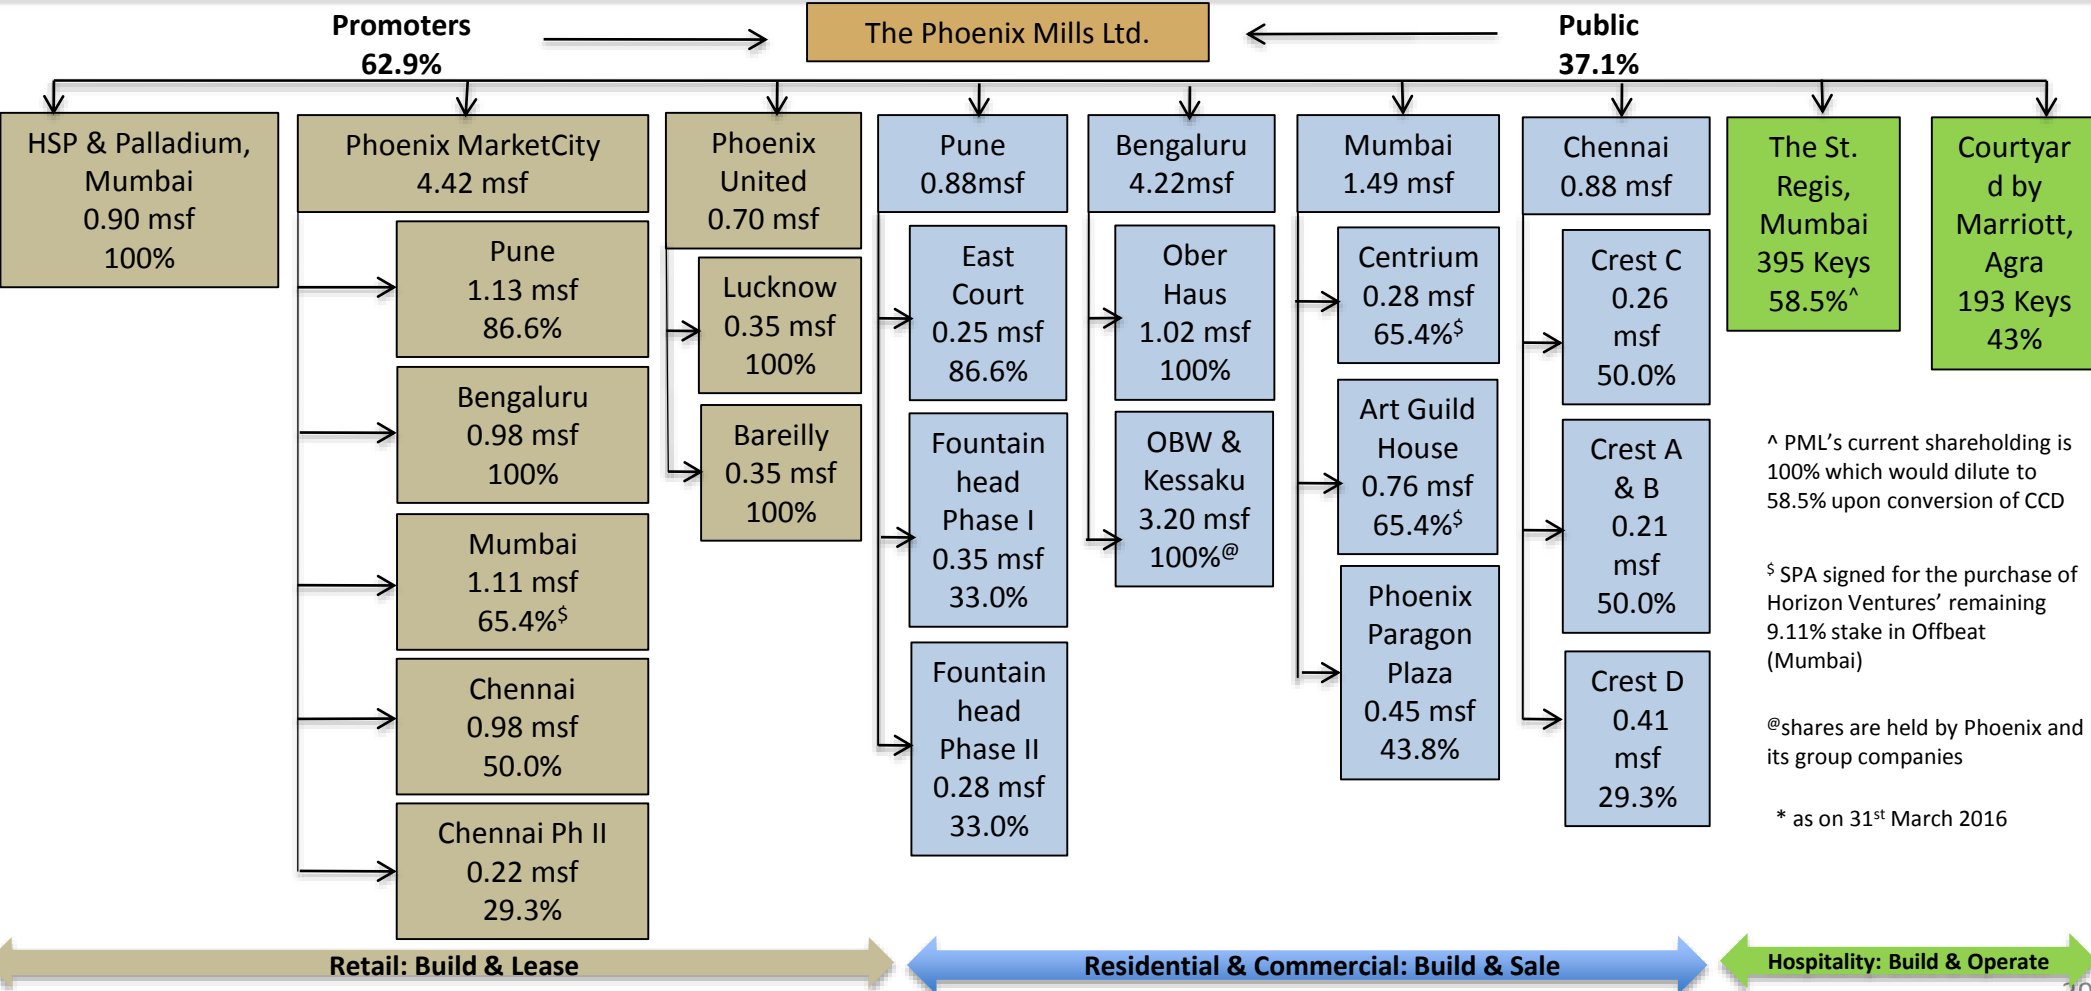 Promoters
62.9%
The Phoenix Mills Ltd.
Public
37.1%
HSP & Palladium,
Mumbai
0.90 msf
100%
Phoenix MarketCity
4.42 msf
Pune
1.13 msf
86.6%
Bengaluru
0.98 msf
100%
Mumbai
1.11 msf
65.4%$
Chennai
0.98 msf
50.0%
Chennai Ph II
0.22 msf
29.3%
Phoenix
United
0.70 msf
Lucknow
0.35 msf
100%
Bareilly
0.35 msf
100%
Pune
0.88msf
East
Court
0.25 msf
86.6%
Fountain
head
Phase I
0.35 msf
33.0%
Fountain
head
Phase II
0.28 msf
33.0%
Bengaluru
4.22msf
Ober
Haus
1.02 msf
100%
OBW &
Kessaku
3.20 msf
100%@
Mumbai
1.49 msf
Centrium
0.28 msf
65.4%$
Art Guild
House
0.76 msf
65.4%$
Phoenix
Paragon
Plaza
0.45 msf
43.8%
Chennai
0.88 msf
Crest C
0.26
msf
50.0%
Crest A
& B
0.21
msf
50.0%
Crest D
0.41
msf
29.3%
The St.
Regis,
Mumbai
395 Keys
58.5%^
Courtyar
d by
Marriott,
Agra
193 Keys
43%
^ PML's current shareholding is
100% which would dilute to
58.5% upon conversion of CCD
$ SPA signed for the purchase of
Horizon Ventures' remaining
9.11% stake in Offbeat
(Mumbai)
@shares are held by Phoenix and
its group companies
* as on 31st March 2016
Retail: Build & Lease
Residential & Commercial: Build & Sale
Hospitality: Build & Operate